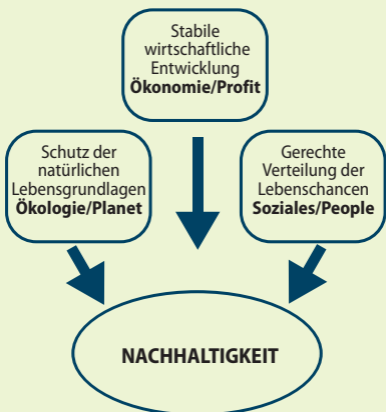 Stabile
wirtschaftliche
Entwicklung
Ökonomie/Profit
Schutz der
natürlichen
Lebensgrundlagen
Ökologie/Planet
Gerechte
Verteilung der
Lebenschancen
Soziales/People
NACHHALTIGKEIT